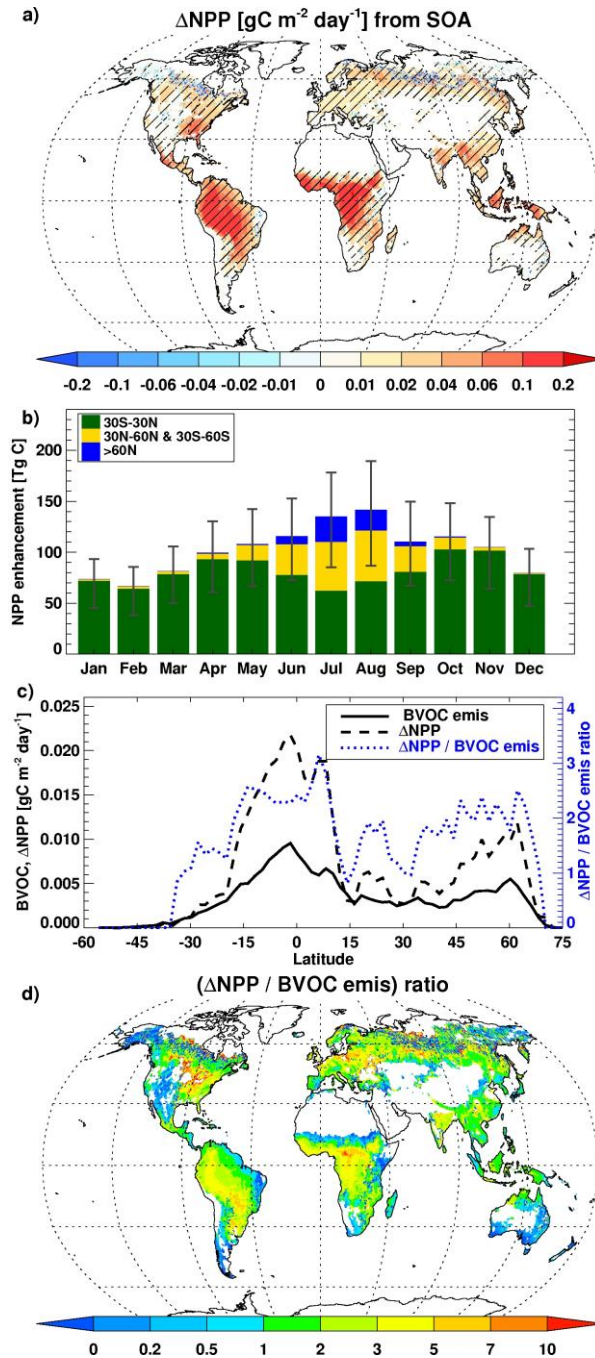 a) ΔNPP [gC m⁻² day⁻¹] from SOA
-0.2 -0.1 -0.06 -0.04 -0.02 -0.01 0 0.01 0.02 0.04 0.06 0.1 0.2
b)
30S-30N
30N-60N & 30S-60S
>60N
NPP enhancement [Tg C]
200
150
100
50
0
Jan Feb Mar Apr May Jun Jul Aug Sep Oct Nov Dec
c)
BVOC emis
ΔNPP
ΔNPP / BVOC emis ratio
BVOC, ΔNPP [gC m⁻² day⁻¹]
0.025
0.020
0.015
0.010
0.005
0.000
4
3
2
1
0
ΔNPP / BVOC emis ratio
-60 -45 -30 -15 0 15 30 45 60 75
Latitude
d) (ΔNPP / BVOC emis) ratio
0 0.2 0.5 1 2 3 5 7 10